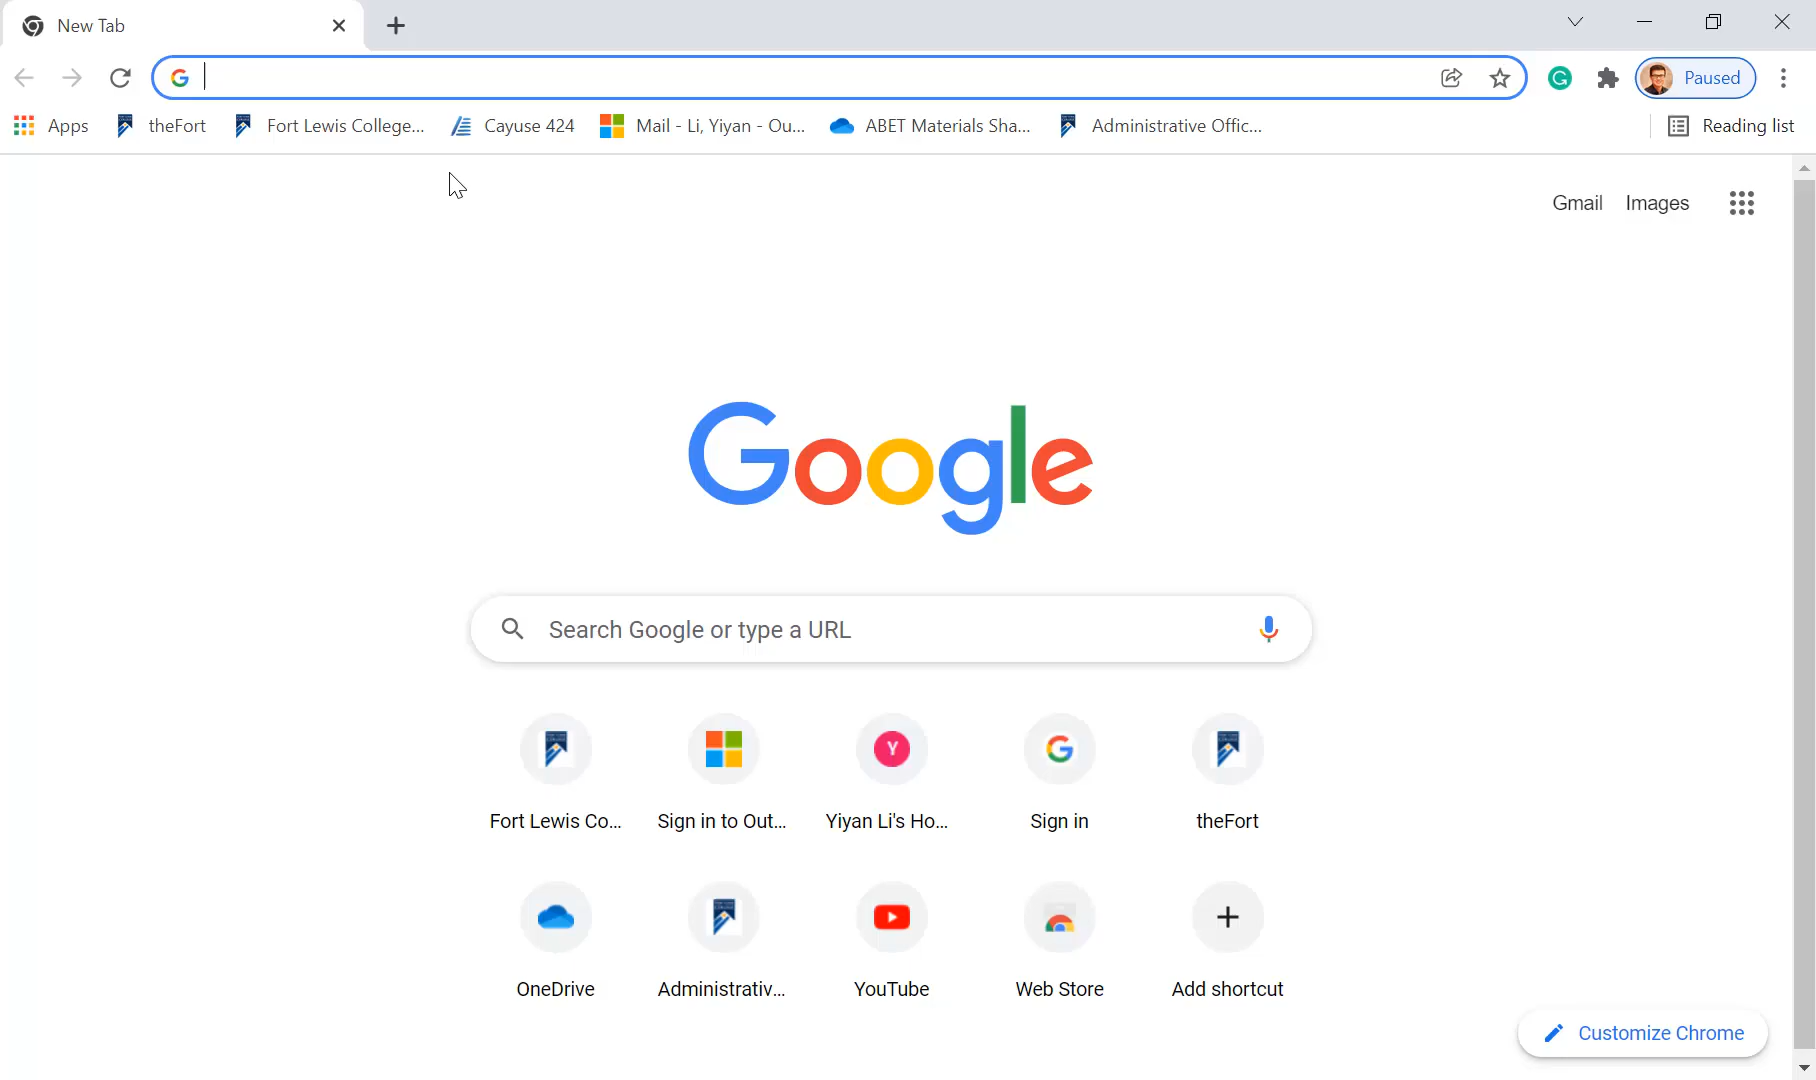 New Tab
Paused
Apps theFort Fort Lewis College... Cayuse 424 Mail - Li, Yiyan - Ou... ABET Materials Sha... Administrative Offic... Reading list
Gmail Images
Google
Search Google or type a URL
Y
Fort Lewis Co... Sign in to Out... Yiyan Li's Ho... Sign in theFort
OneDrive Administrativ... YouTube Web Store Add shortcut
Customize Chrome